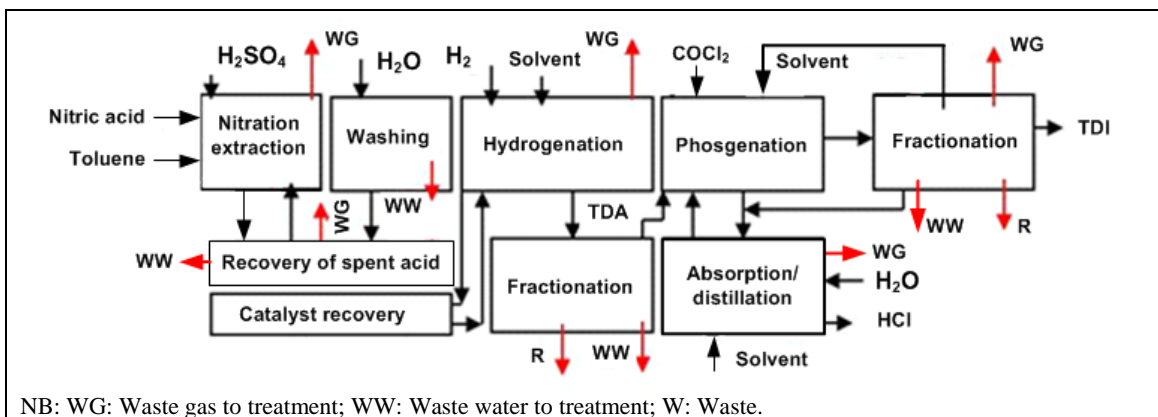 WG
H₂SO₄
H₂O
H₂
Solvent
WG
COCl₂
Solvent
WG
Nitric acid
Toluene
Nitration
extraction
Washing
Hydrogenation
Phosgenation
Fractionation
TDI
WG
WW
TDA
WW
R
WW
Recovery of spent acid
Catalyst recovery
Fractionation
Absorption/
distillation
WG
H₂O
HCl
R
WW
Solvent
NB: WG: Waste gas to treatment; WW: Waste water to treatment; W: Waste.